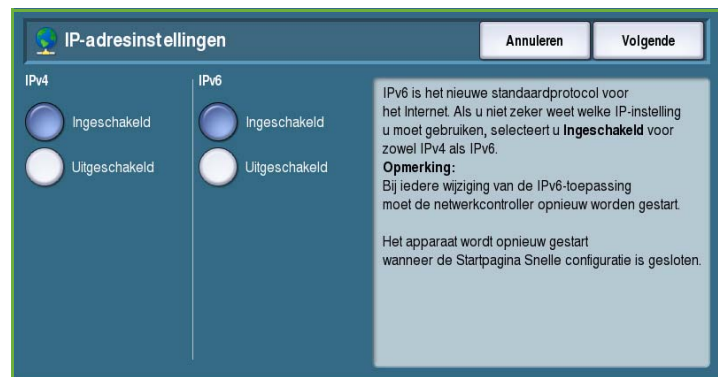 IP-adresinstellingen
Annuleren
Volgende
IPv4
IPv6
Ingeschakeld
Ingeschakeld
Uitgeschakeld
Uitgeschakeld
IPv6 is het nieuwe standaardprotocol voor
het Internet. Als u niet zeker weet welke IP-instelling
u moet gebruiken, selecteert u Ingeschakeld voor
zowel IPv4 als IPv6.
Opmerking:
Bij iedere wijziging van de IPv6-toepassing
moet de netwerkcontroller opnieuw worden gestart.
Het apparaat wordt opnieuw gestart
wanneer de Startpagina Snelle configuratie is gesloten.